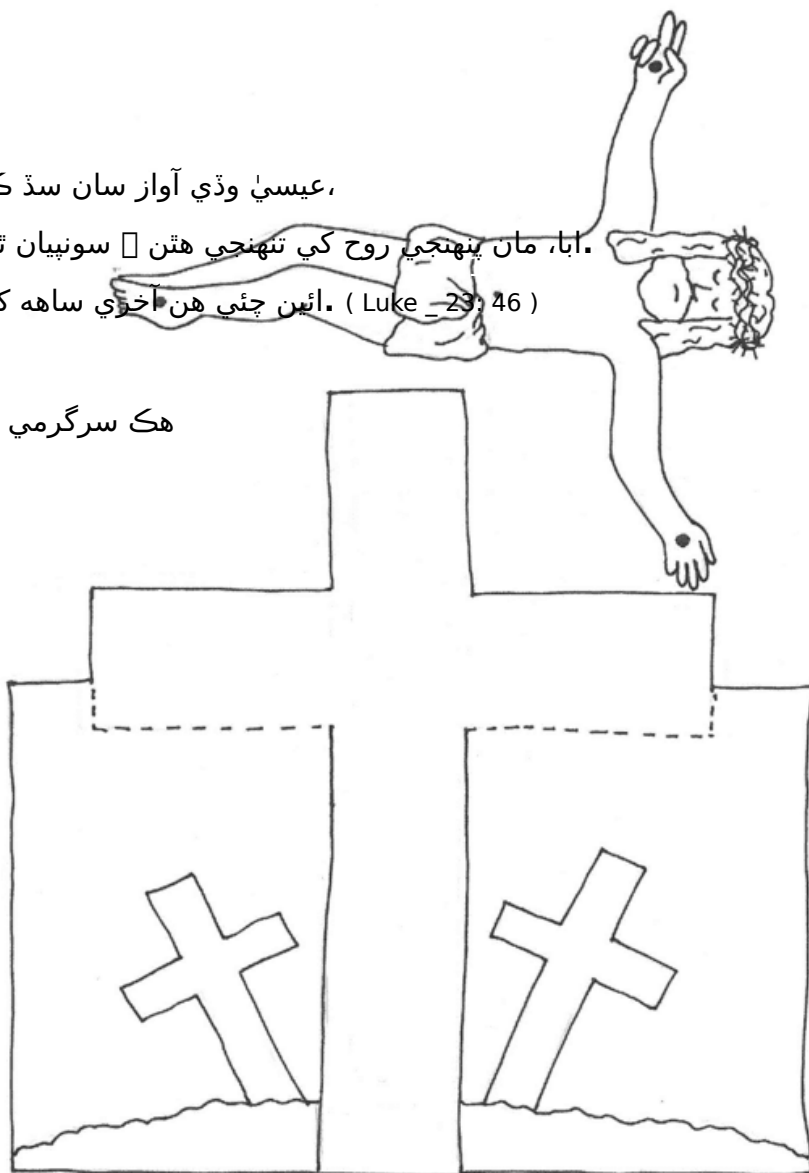 عيسيٰ وڏي آواز سان سڏ،
ابا، مان پنهنجي روح کي تنهنجي هٿن سونپيان.
ائين چئي هن آخري ساهه. ( Luke _ 23: 46 )
هڪ سرگرمي